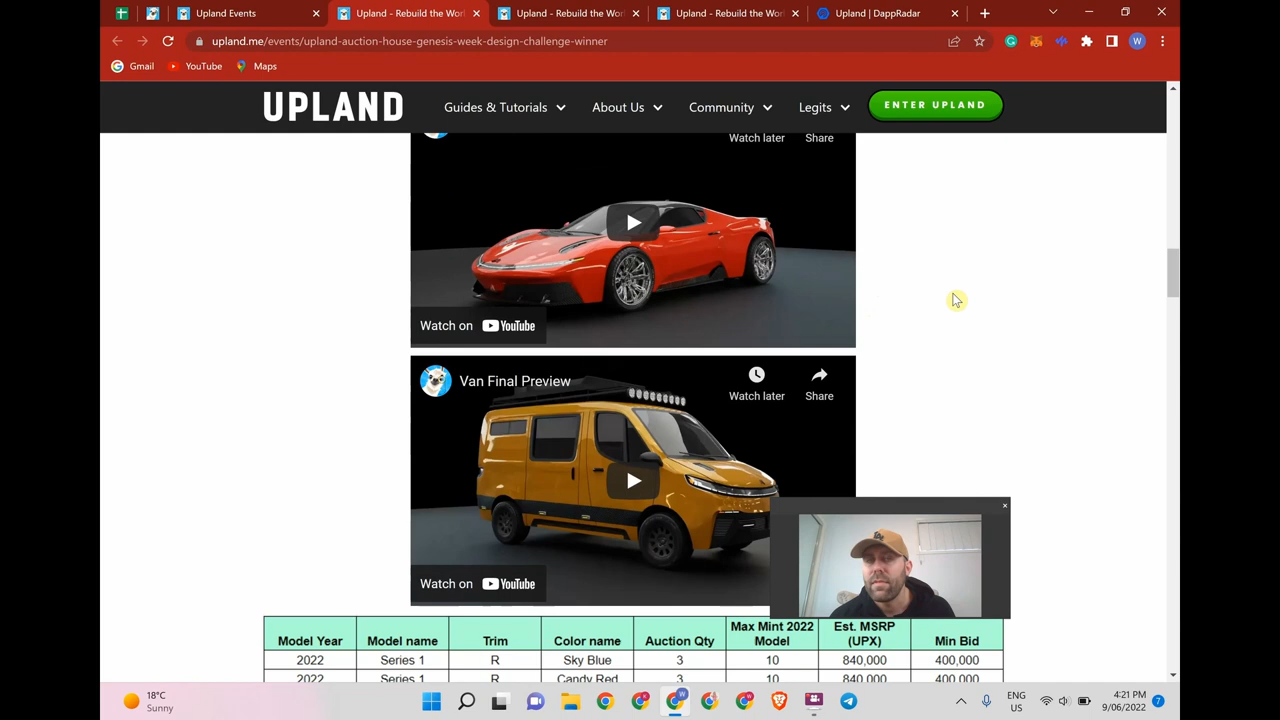 Upland Events
Upland - Rebuild the Worl
Upland - Rebuild the Worl
Upland - Rebuild the Worl
Upland | DappRadar
upland.me/events/upland-auction-house-genesis-week-design-challenge-winner
W
Gmail
YouTube
Maps
UPLAND
Guides & Tutorials
About Us
Community
Legits
ENTER UPLAND
Watch later
Share
Watch on YouTube
Van Final Preview
Watch later
Share
Watch on YouTube
Model Year Model name Trim Color name Auction Qty Max Mint 2022 Model Est. MSRP (UPX) Min Bid
2022 Series 1 R Sky Blue 3 10 840,000 400,000
2022 Series 1 R Candy Red 3 10 840,000 400,000
18°C
Sunny
ENG
US
4:21 PM
9/06/2022
7